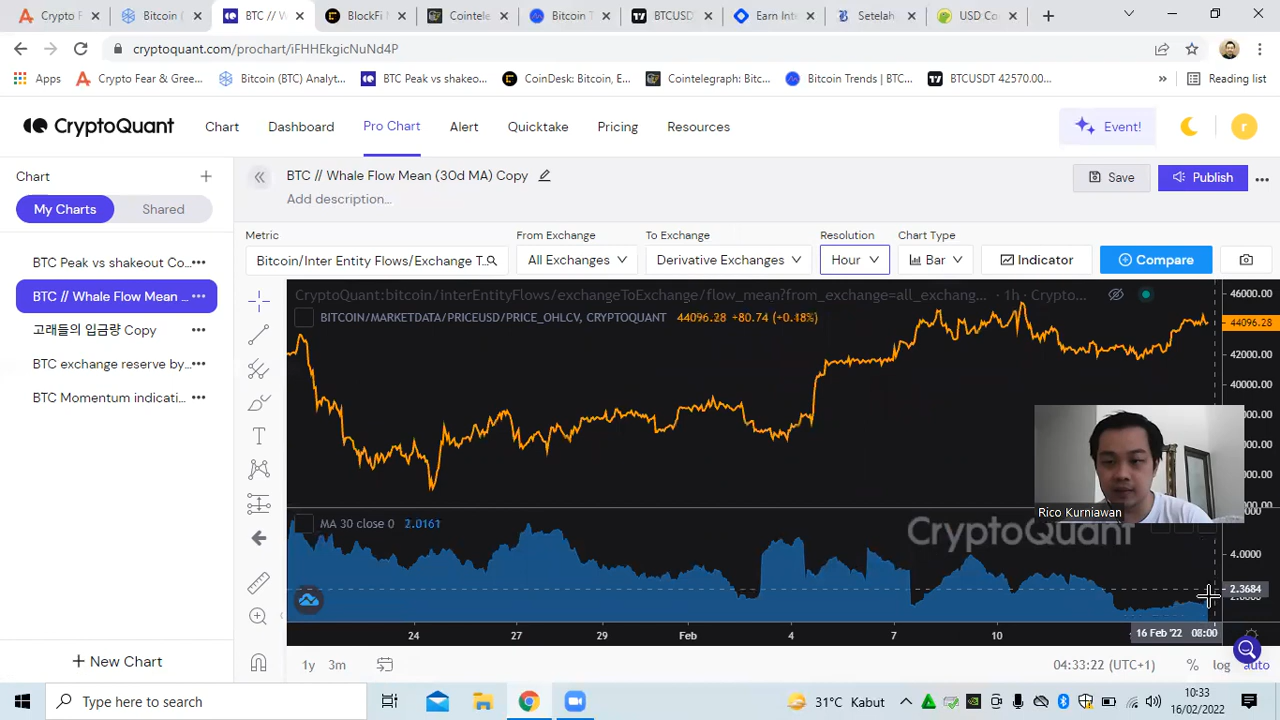 Crypto F
Bitcoin (
BTC // W
BlockFi N
Cointele
Bitcoin T
BTCUSD
Earn Inte
Setelah
USD Co
cryptoquant.com/prochart/iFHHEkgicNuNd4P
Apps
Crypto Fear & Gree...
Bitcoin (BTC) Analyt...
BTC Peak vs shakeo...
CoinDesk: Bitcoin, E...
Cointelegraph: Bitc...
Bitcoin Trends | BTC...
BTCUSDT 42570.00...
»
Reading list
CryptoQuant
Chart
Dashboard
Pro Chart
Alert
Quicktake
Pricing
Resources
Event!
r
Chart
My Charts
Shared
BTC Peak vs shakeout Co...
BTC // Whale Flow Mean ...
고래들의 입금량 Copy
BTC exchange reserve by...
BTC Momentum indicati...
+ New Chart
BTC // Whale Flow Mean (30d MA) Copy
Add description...
Save
Publish
Metric
From Exchange
To Exchange
Resolution
Chart Type
Bitcoin/Inter Entity Flows/Exchange T...
All Exchanges
Derivative Exchanges
Hour
Bar
Indicator
Compare
CryptoQuant:bitcoin/interEntityFlows/exchangeToExchange/flow_mean?from_exchange=all_exchang... · 1h · Crypto...
BITCOIN/MARKETDATA/PRICEUSD/PRICE_OHLCV, CRYPTOQUANT 44096.28 +80.74 (+0.18%)
46000.00
44096.28
42000.00
40000.00
Rico Kurniawan
MA 30 close 0 2.0161
CryptoQuant
4.0000
2.3684
24
27
29
Feb
4
7
10
16 Feb '22 08:00
1y
3m
04:33:22 (UTC+1)
%
log
auto
Type here to search
31°C Kabut
10:33
16/02/2022